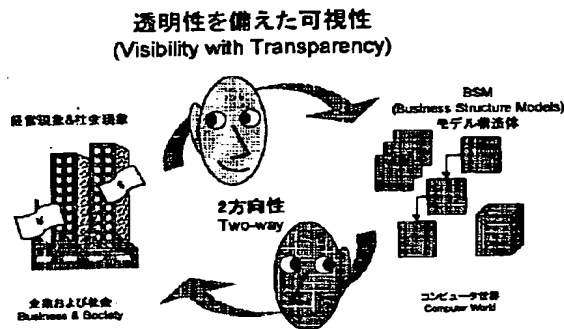 透明性を備えた可視性
(Visibility with Transparency)
経営現象&社会現象
BSM
(Business Structure Models)
モデル構造体
2方向性
Two-way
企業および社会
Business & Society
コンピュータ世界
Computer World